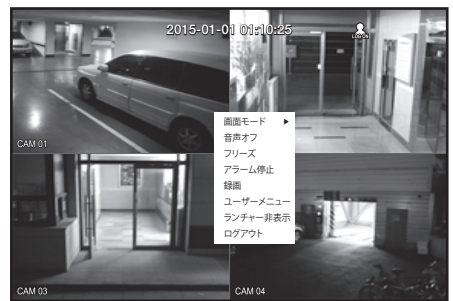 2015-01-01 01:10:25
LOG ON
CAM 01
画面モード ▶
音声オフ
フリーズ
アラーム停止
録画
ユーザーメニュー
ランチャー非表示
ログアウト
CAM 03
CAM 04